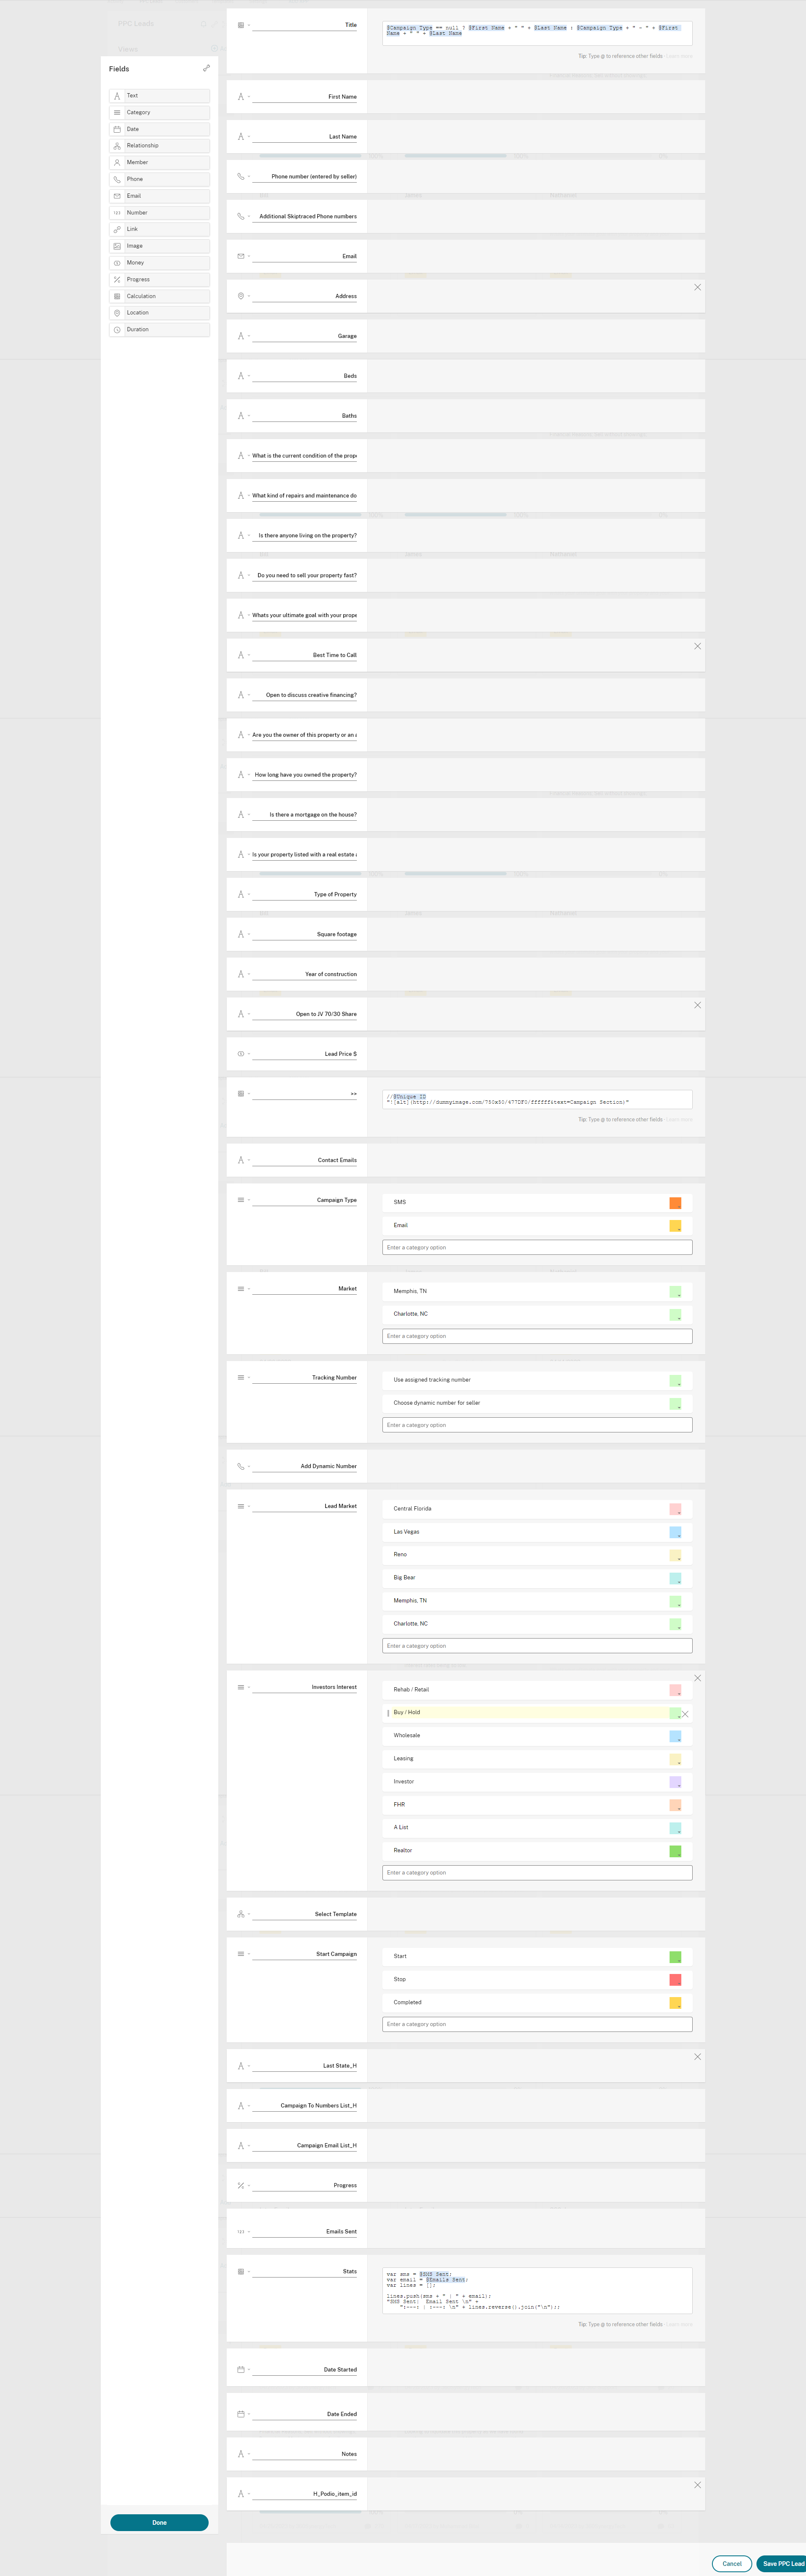 PPC Leads
Views
Fields
Text
Category
Date
Relationship
Member
Phone
Email
Number
Link
Image
Money
Progress
Calculation
Location
Duration
Done
Title
$Campaign Type == null ? $First Name + " " + $Last Name : $Campaign Type + " - " + $First
Name + " " + $Last Name
Tip: Type @ to reference other fields - Learn more
First Name
Last Name
Phone number (entered by seller)
Additional Skiptraced Phone numbers
Email
Address
Garage
Beds
Baths
What is the current condition of the prop
What kind of repairs and maintenance do
Is there anyone living on the property?
Do you need to sell your property fast?
Whats your ultimate goal with your prope
Best Time to Call
Open to discuss creative financing?
Are you the owner of this property or an a
How long have you owned the property?
Is there a mortgage on the house?
Is your property listed with a real estate a
Type of Property
Square footage
Year of construction
Open to JV 70/30 Share
Lead Price $
>>
//$Unique ID
"![alt](http://dummyimage.com/750x50/477DF0/ffffff&text=Campaign Section)"
Tip: Type @ to reference other fields - Learn more
Contact Emails
Campaign Type
SMS
Email
Enter a category option
Market
Memphis, TN
Charlotte, NC
Enter a category option
Tracking Number
Use assigned tracking number
Choose dynamic number for seller
Enter a category option
Add Dynamic Number
Lead Market
Central Florida
Las Vegas
Reno
Big Bear
Memphis, TN
Charlotte, NC
Enter a category option
Investors Interest
Rehab / Retail
Buy / Hold
Wholesale
Leasing
Investor
FHR
A List
Realtor
Enter a category option
Select Template
Start Campaign
Start
Stop
Completed
Enter a category option
Last State_H
Campaign To Numbers List_H
Campaign Email List_H
Progress
Emails Sent
Stats
var sms = $SMS Sent;
var email = $Emails Sent;
var lines = [];
lines.push(sms + " | " + email);
"SMS Sent| Email Sent \n" +
":---: | :---: \n" + lines.reverse().join("\n");
Tip: Type @ to reference other fields - Learn more
Date Started
Date Ended
Notes
H_Podio_item_id
Cancel
Save PPC Lead